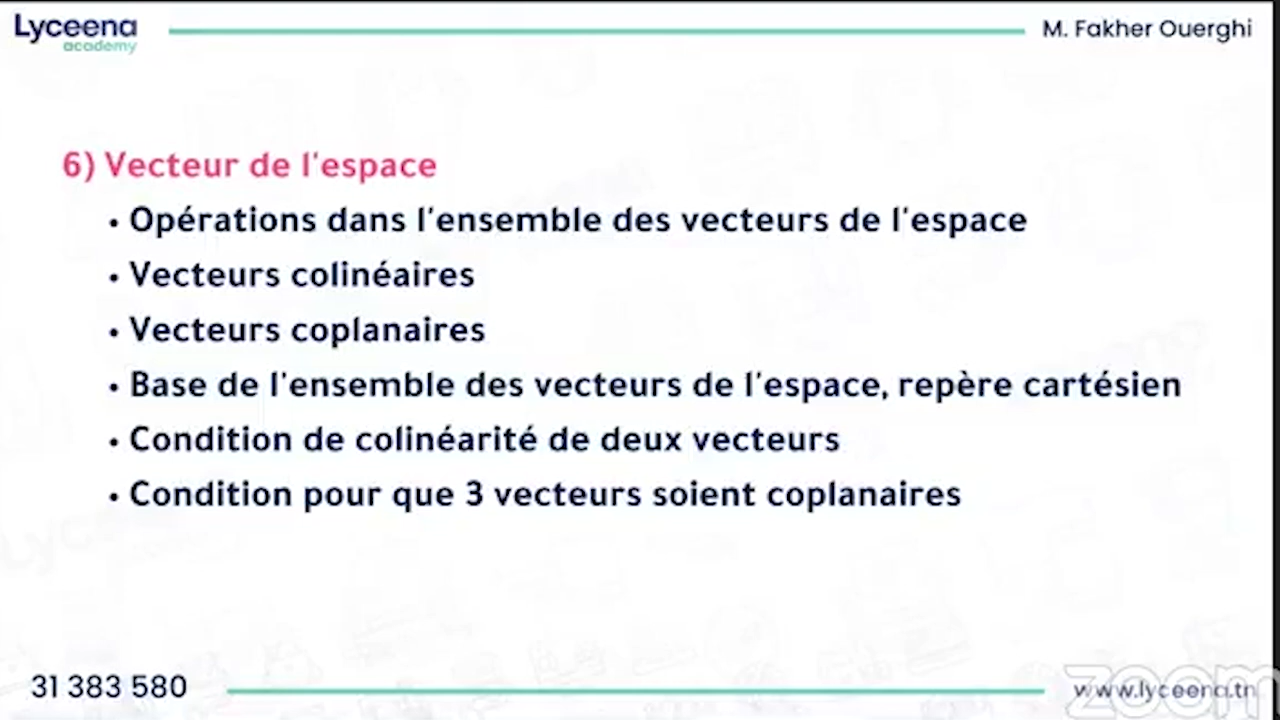 Lyceena
academy
M. Fakher Ouerghi
6) Vecteur de l'espace
• Opérations dans l'ensemble des vecteurs de l'espace
• Vecteurs colinéaires
• Vecteurs coplanaires
• Base de l'ensemble des vecteurs de l'espace, repère cartésien
• Condition de colinéarité de deux vecteurs
• Condition pour que 3 vecteurs soient coplanaires
31 383 580
www.lyceena.tn
zoom